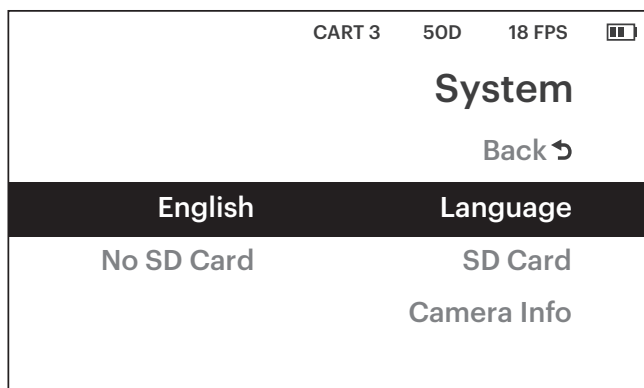 CART 3 50D 18 FPS
System
Back
English Language
No SD Card SD Card
Camera Info